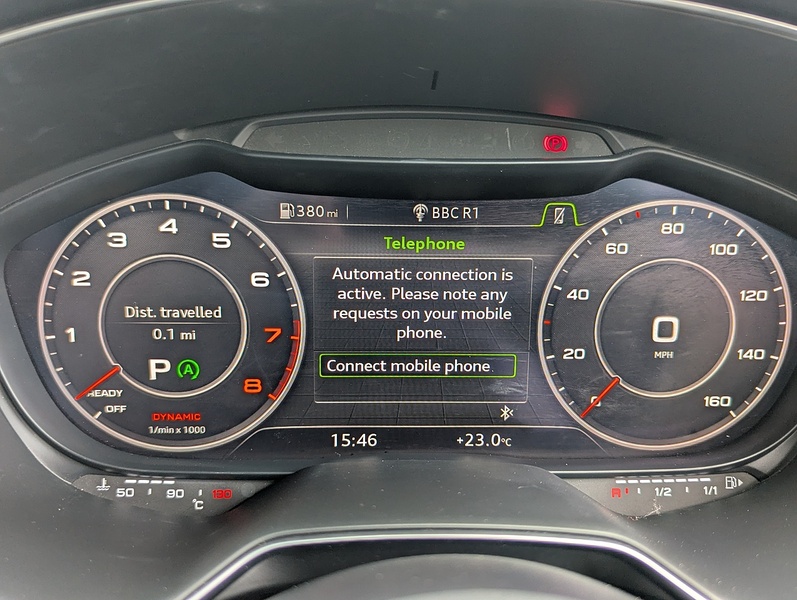 P
380 mi
BBC R1
Telephone
Automatic connection is
active. Please note any
requests on your mobile
phone.
Connect mobile phone
1 2 3 4 5 6 7 8
Dist. travelled
0.1 mi
P A
READY
OFF
DYNAMIC
1/min x 1000
0 20 40 60 80 100 120 140 160
0
MPH
15:46
+23.0°C
50 90 130
°C
R 1/2 1/1